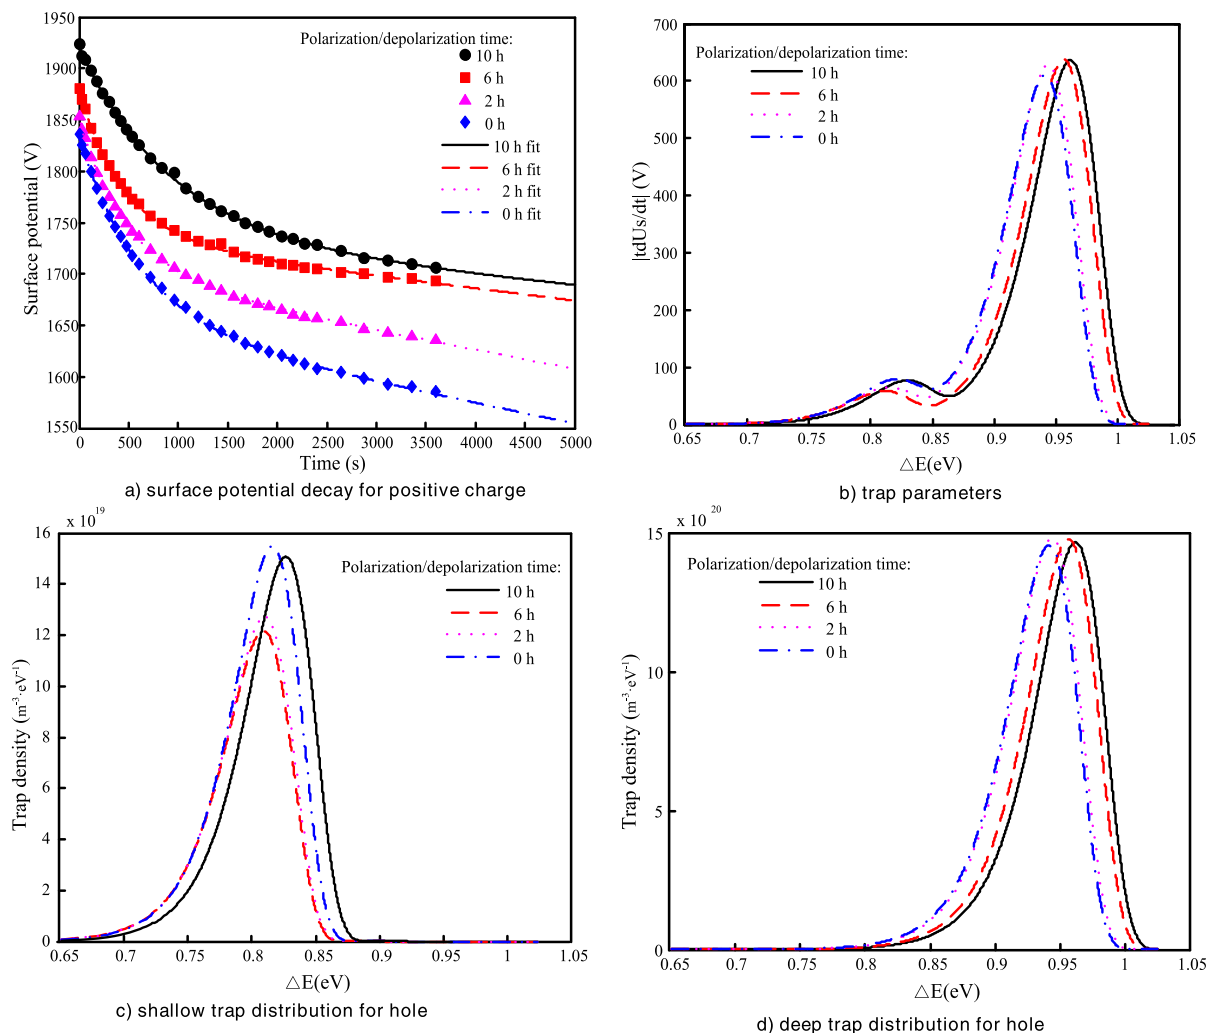 1950
1900
1850
1800
1750
1700
1650
1600
1550
Surface potential (V)
0 500 1000 1500 2000 2500 3000 3500 4000 4500 5000
Time (s)
Polarization/depolarization time:
10 h
6 h
2 h
0 h
10 h fit
6 h fit
2 h fit
0 h fit
a) surface potential decay for positive charge
700
600
500
400
300
200
100
0
|tdUs/dt| (V)
0.65 0.7 0.75 0.8 0.85 0.9 0.95 1 1.05
△E(eV)
Polarization/depolarization time:
10 h
6 h
2 h
0 h
b) trap parameters
x 10^19
16
14
12
10
8
6
4
2
0
Trap density (m⁻³·eV⁻¹)
0.65 0.7 0.75 0.8 0.85 0.9 0.95 1 1.05
△E(eV)
Polarization/depolarization time:
10 h
6 h
2 h
0 h
c) shallow trap distribution for hole
x 10^20
15
10
5
0
Trap density (m⁻³·eV⁻¹)
0.65 0.7 0.75 0.8 0.85 0.9 0.95 1 1.05
△E(eV)
Polarization/depolarization time:
10 h
6 h
2 h
0 h
d) deep trap distribution for hole